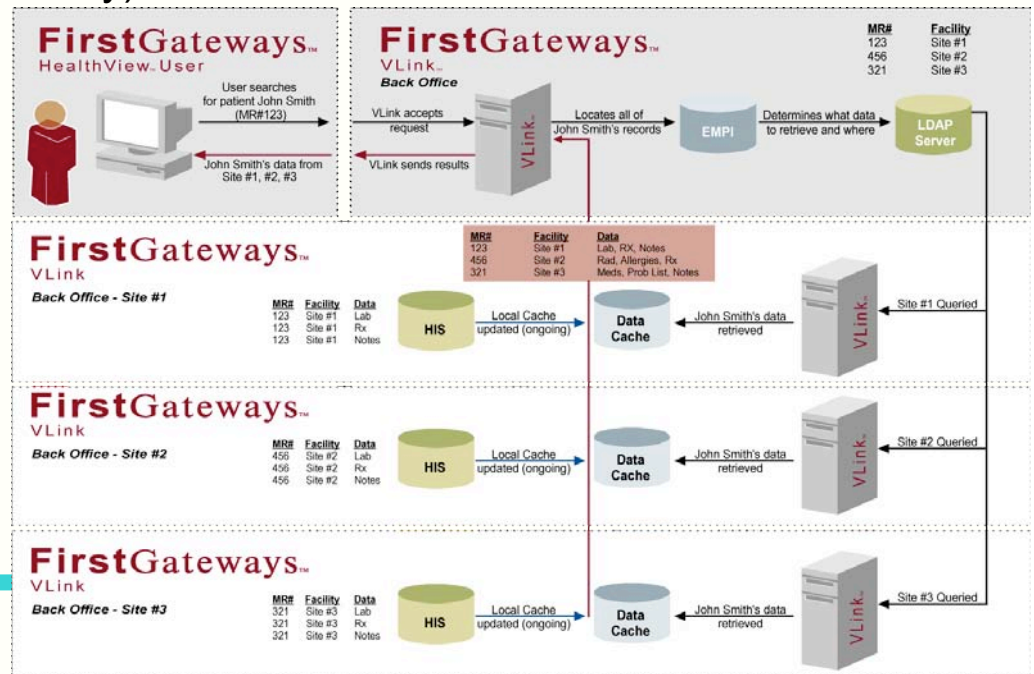 FirstGateways™
HealthView™ User
User searches
for patient John Smith
(MR#123)
John Smith's data from
Site #1, #2, #3
FirstGateways™
VLink™
Back Office
VLink accepts
request
VLink sends results
VLink™
Locates all of
John Smith's records
EMPI
Determines what data
to retrieve and where
LDAP
Server
MR# Facility
123 Site #1
456 Site #2
321 Site #3
MR# Facility Data
123 Site #1 Lab, RX, Notes
456 Site #2 Rad, Allergies, Rx
321 Site #3 Meds, Prob List, Notes
FirstGateways™
VLink
Back Office - Site #1
MR# Facility Data
123 Site #1 Lab
123 Site #1 Rx
123 Site #1 Notes
HIS
Local Cache
updated (ongoing)
Data
Cache
John Smith's data
retrieved
VLink™
Site #1 Queried
FirstGateways™
VLink
Back Office - Site #2
MR# Facility Data
456 Site #2 Lab
456 Site #2 Rx
456 Site #2 Notes
HIS
Local Cache
updated (ongoing)
Data
Cache
John Smith's data
retrieved
VLink™
Site #2 Queried
FirstGateways™
VLink
Back Office - Site #3
MR# Facility Data
321 Site #3 Lab
321 Site #3 Rx
321 Site #3 Notes
HIS
Local Cache
updated (ongoing)
Data
Cache
John Smith's data
retrieved
VLink™
Site #3 Queried